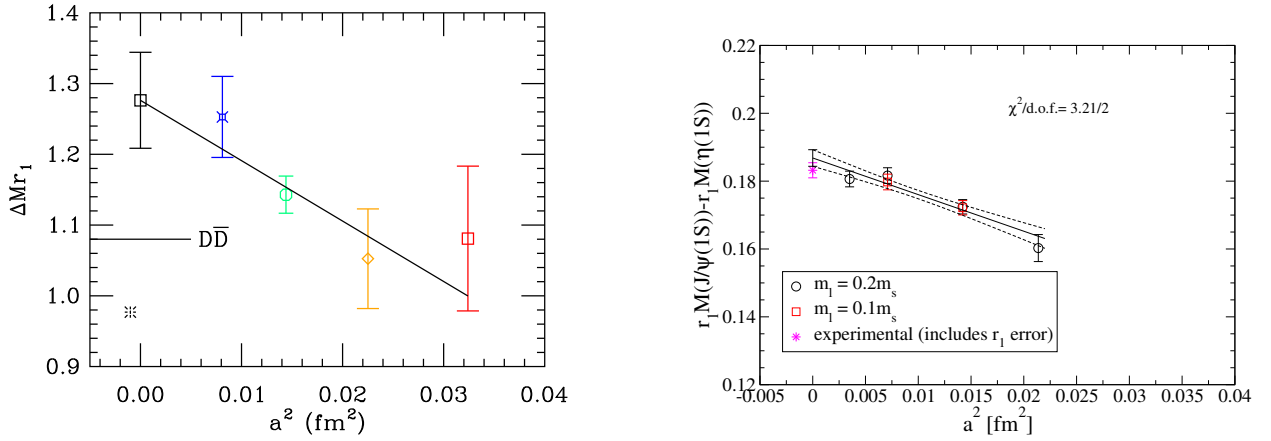 1.4
1.3
1.2
1.1
1.0
0.9
ΔMr₁
DD̅
0.00 0.01 0.02 0.03 0.04
a² (fm²)
0.22
0.2
0.18
0.16
0.14
0.12
r₁M(J/ψ(1S))-r₁M(η(1S))
χ²/d.o.f.= 3.21/2
m_l = 0.2m_s
m_l = 0.1m_s
experimental (includes r₁ error)
-0.005 0 0.005 0.01 0.015 0.02 0.025 0.03 0.035 0.04
a² [fm²]